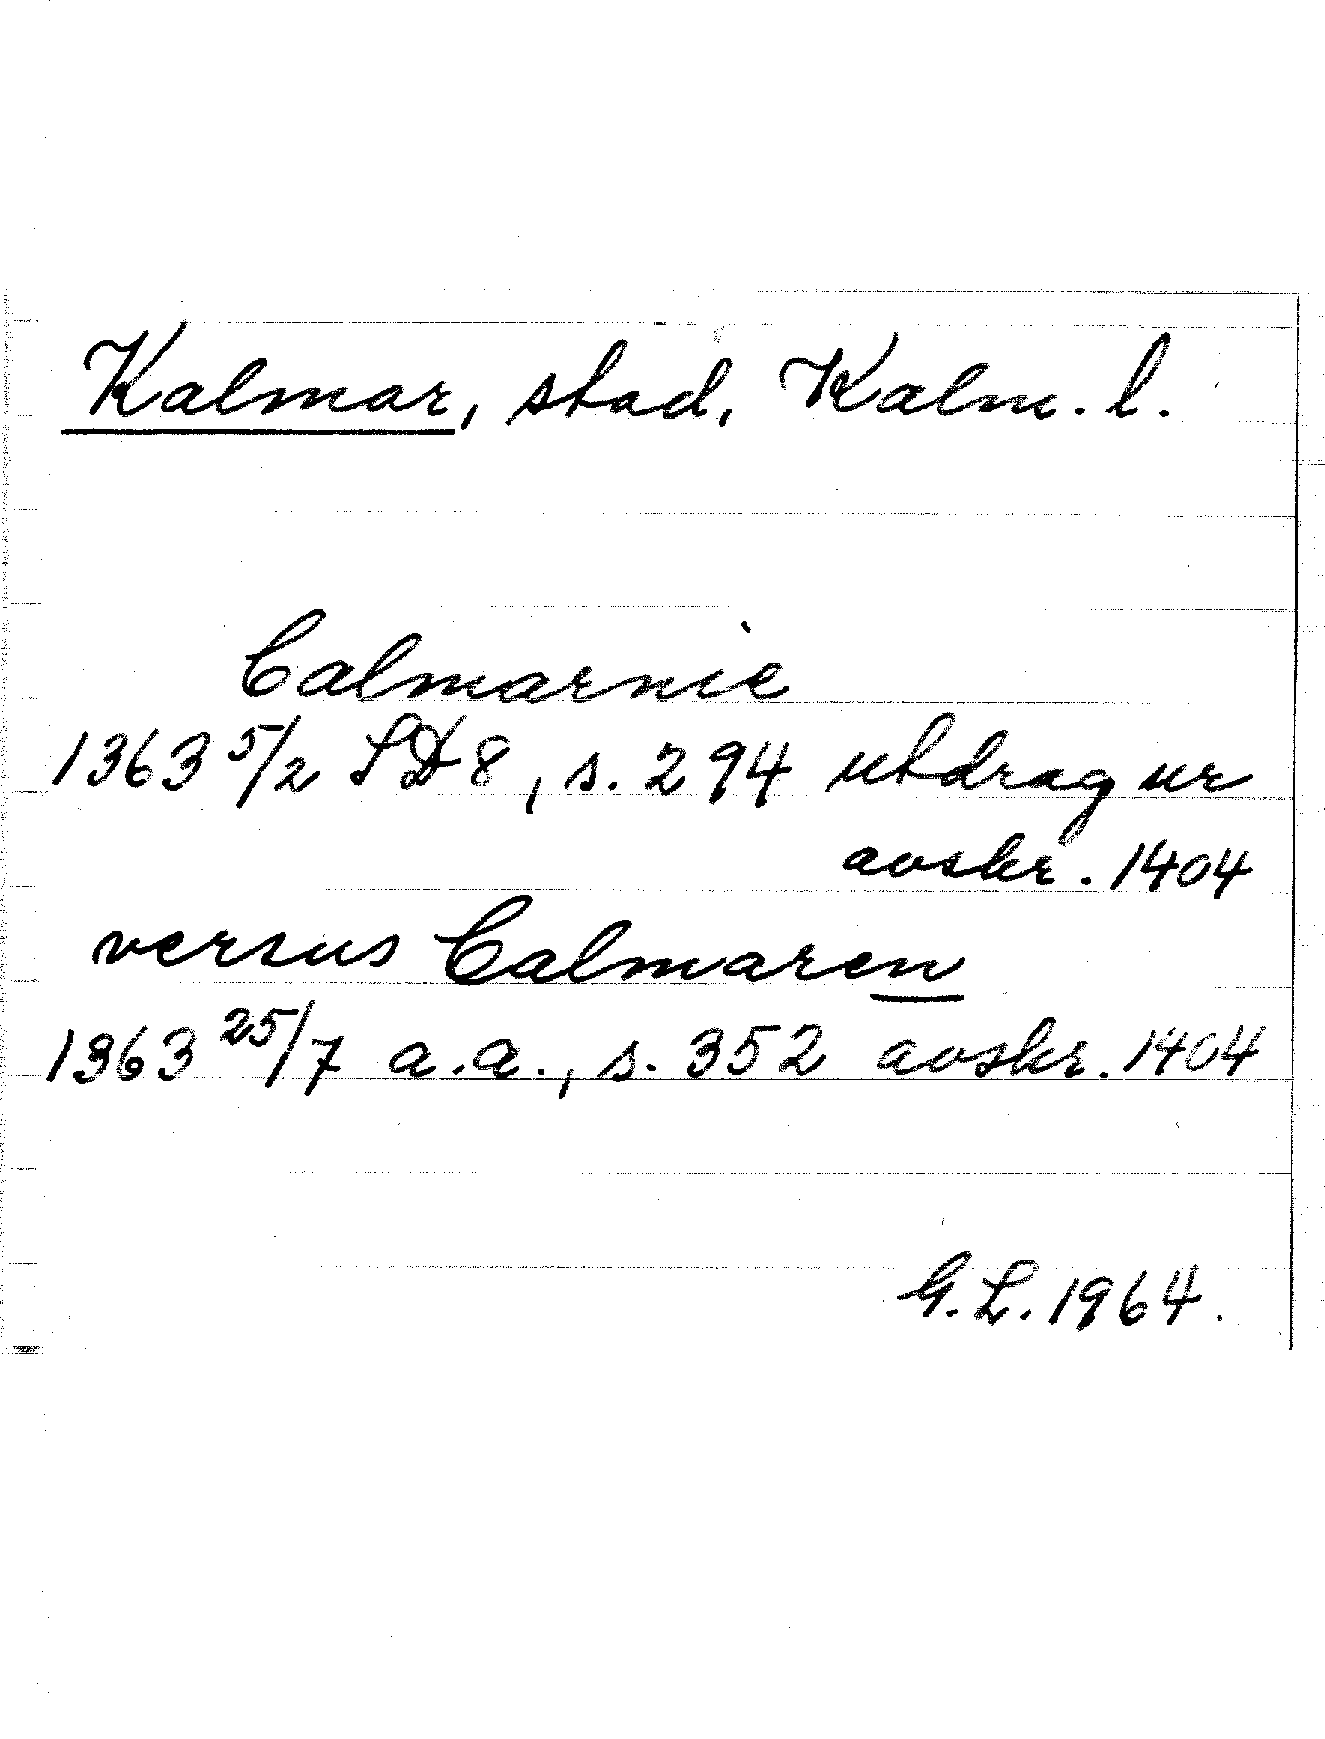 Kalmar, stad, Kalm. l.
Calmarnie
1363 5/2 SD 8, s. 294 utdrag ur
avskr. 1404
versus Calmaren
1363 25/7 a.a., s. 352 avskr. 1404
G. L. 1964.